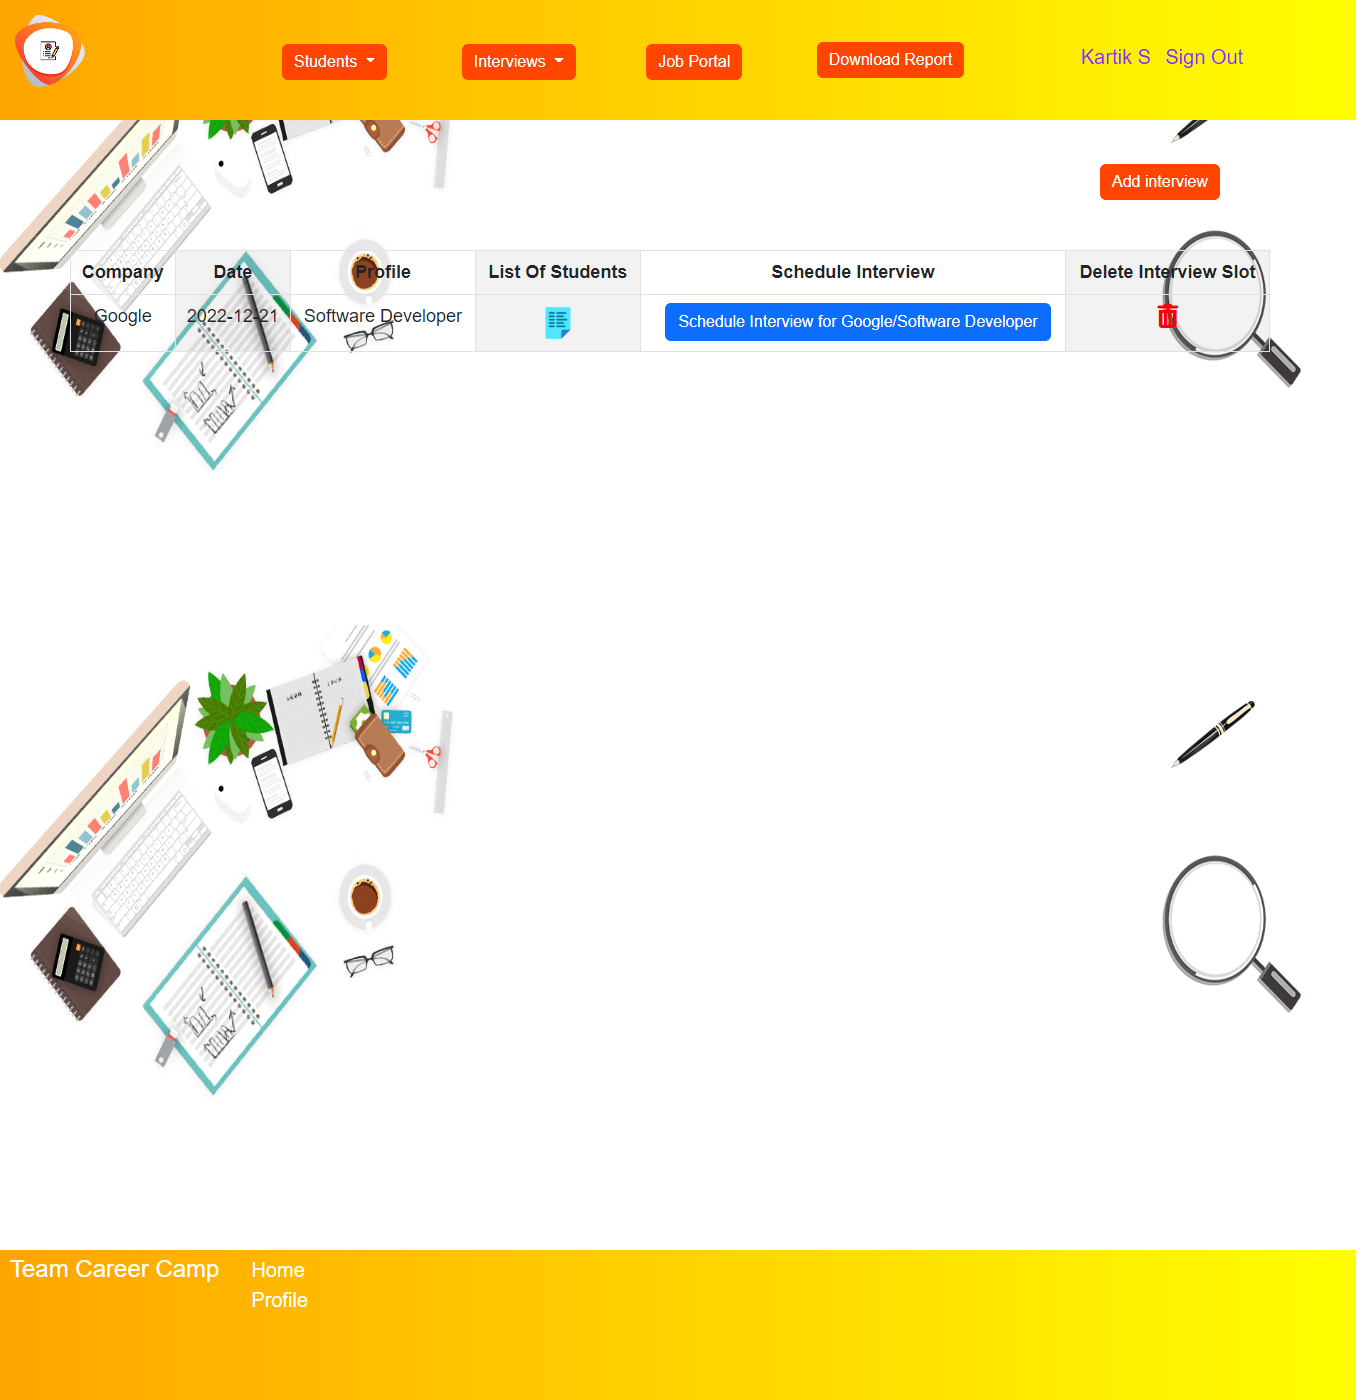 Students Interviews Job Portal Download Report Kartik S Sign Out
Add interview
Company Date Profile List Of Students Schedule Interview Delete Interview Slot
Google 2022-12-21 Software Developer Schedule Interview for Google/Software Developer
Team Career Camp Home
Profile